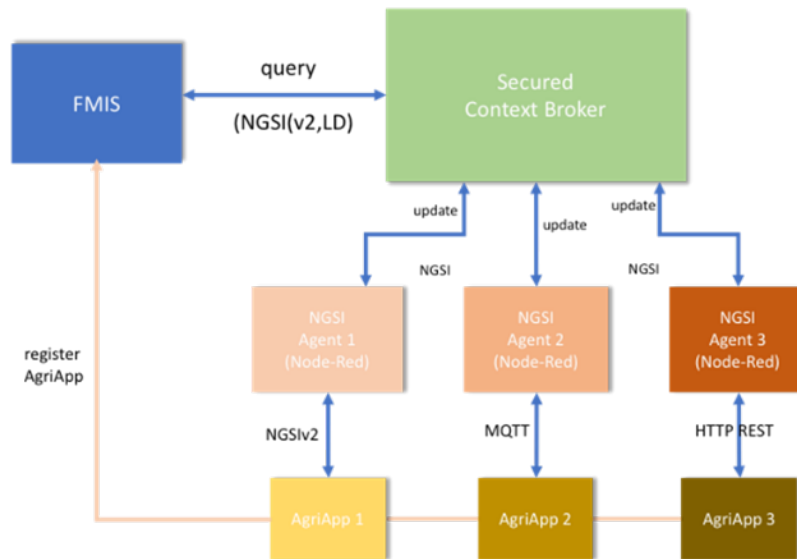 query
Secured
Context Broker
FMIS
(NGSI(v2,LD)
update
update
update
NGSI
NGSI
NGSI
Agent 1
(Node-Red)
NGSI
Agent 2
(Node-Red)
NGSI
Agent 3
(Node-Red)
register
AgriApp
NGSIv2
MQTT
HTTP REST
AgriApp 1
AgriApp 2
AgriApp 3